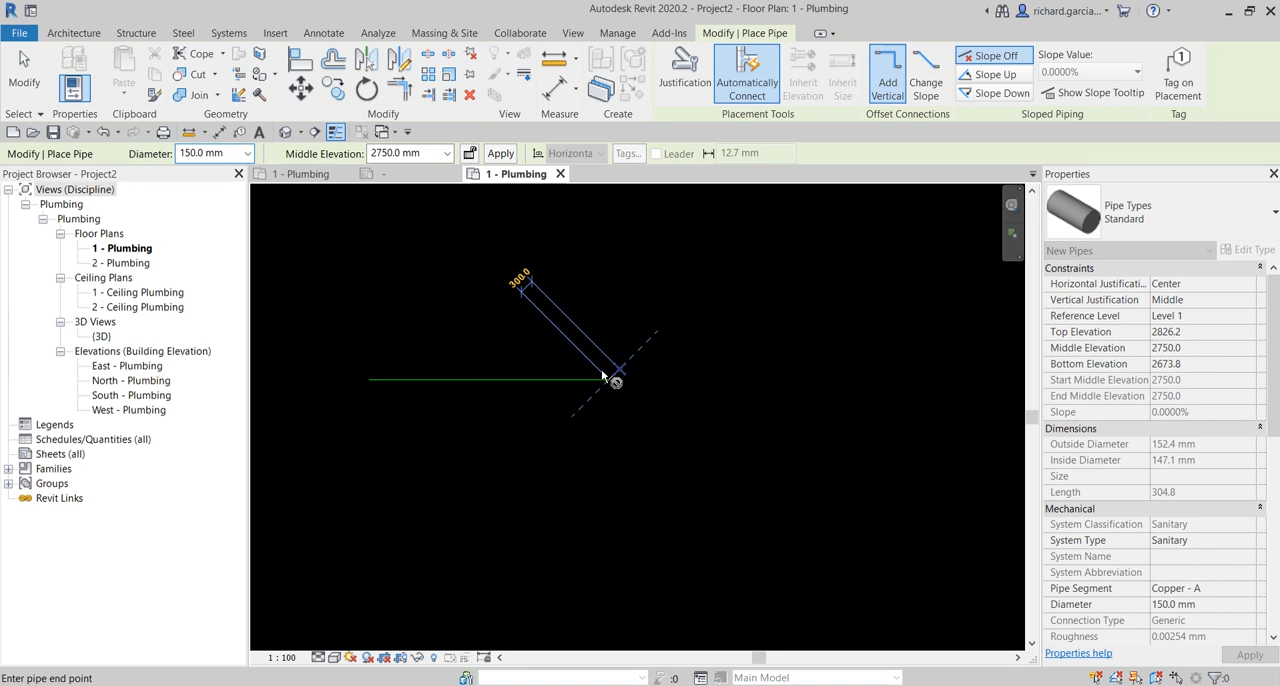 Autodesk Revit 2020.2 - Project2 - Floor Plan: 1 - Plumbing
richard.garcia...
File Architecture Structure Steel Systems Insert Annotate Analyze Massing & Site Collaborate View Manage Add-Ins Modify | Place Pipe
Modify
Paste
Cope
Cut
Join
Justification
Automatically Connect
Inherit Elevation
Inherit Size
Add Vertical
Change Slope
Slope Off
Slope Up
Slope Down
Slope Value:
0.0000%
Show Slope Tooltip
Tag on Placement
Select Properties Clipboard Geometry Modify View Measure Create Placement Tools Offset Connections Sloped Piping Tag
Modify | Place Pipe Diameter: 150.0 mm Middle Elevation: 2750.0 mm Apply Horizonta Tags... Leader 12.7 mm
Project Browser - Project2
1 - Plumbing - 1 - Plumbing
Views (Discipline)
Plumbing
Plumbing
Floor Plans
1 - Plumbing
2 - Plumbing
Ceiling Plans
1 - Ceiling Plumbing
2 - Ceiling Plumbing
3D Views
{3D}
Elevations (Building Elevation)
East - Plumbing
North - Plumbing
South - Plumbing
West - Plumbing
Legends
Schedules/Quantities (all)
Sheets (all)
Families
Groups
Revit Links
300.0
Properties
Pipe Types
Standard
New Pipes Edit Type
Constraints
Horizontal Justificati... Center
Vertical Justification Middle
Reference Level Level 1
Top Elevation 2826.2
Middle Elevation 2750.0
Bottom Elevation 2673.8
Start Middle Elevation 2750.0
End Middle Elevation 2750.0
Slope 0.0000%
Dimensions
Outside Diameter 152.4 mm
Inside Diameter 147.1 mm
Size
Length 304.8
Mechanical
System Classification Sanitary
System Type Sanitary
System Name
System Abbreviation
Pipe Segment Copper - A
Diameter 150.0 mm
Connection Type Generic
Roughness 0.00254 mm
Properties help Apply
1 : 100
Enter pipe end point :0 Main Model :0